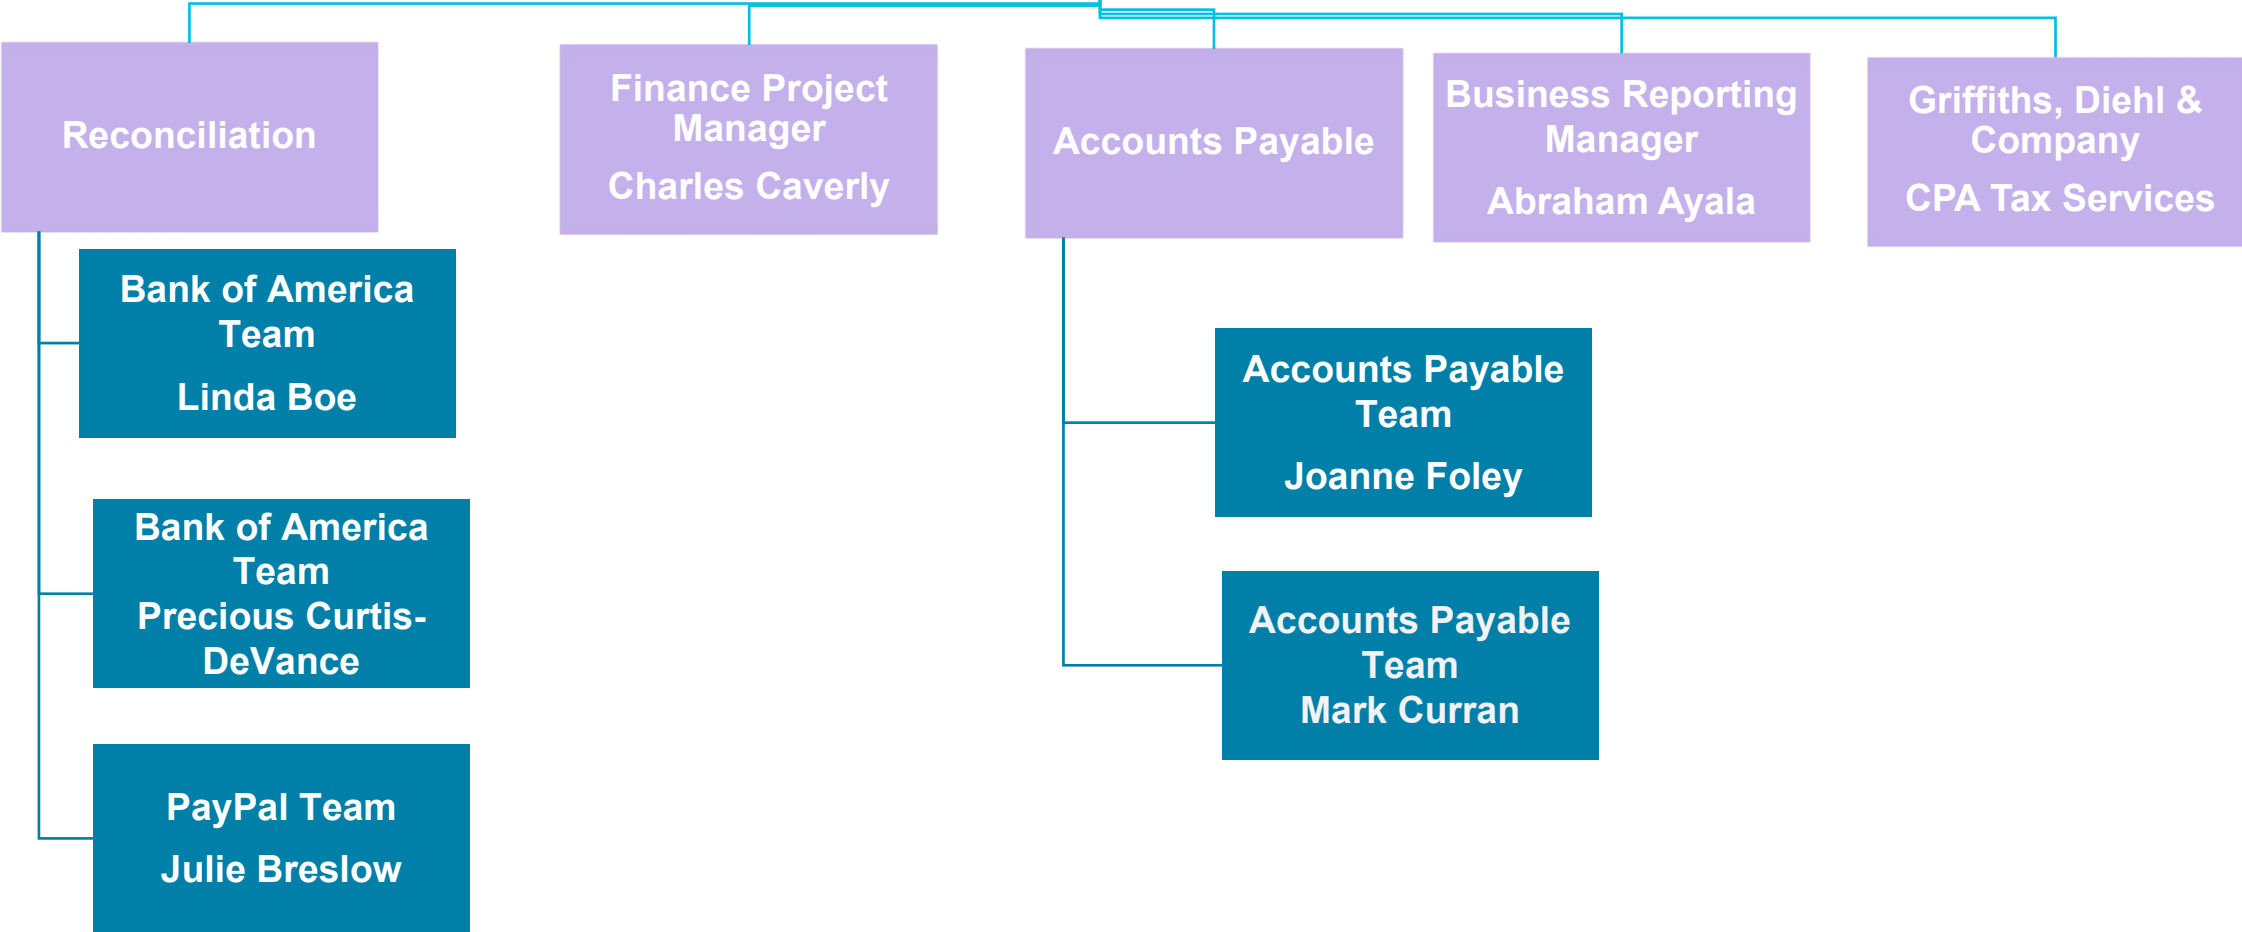 Reconciliation
Finance Project
Manager
Charles Caverly
Accounts Payable
Business Reporting
Manager
Abraham Ayala
Griffiths, Diehl &
Company
CPA Tax Services
Bank of America
Team
Linda Boe
Bank of America
Team
Precious Curtis-
DeVance
PayPal Team
Julie Breslow
Accounts Payable
Team
Joanne Foley
Accounts Payable
Team
Mark Curran